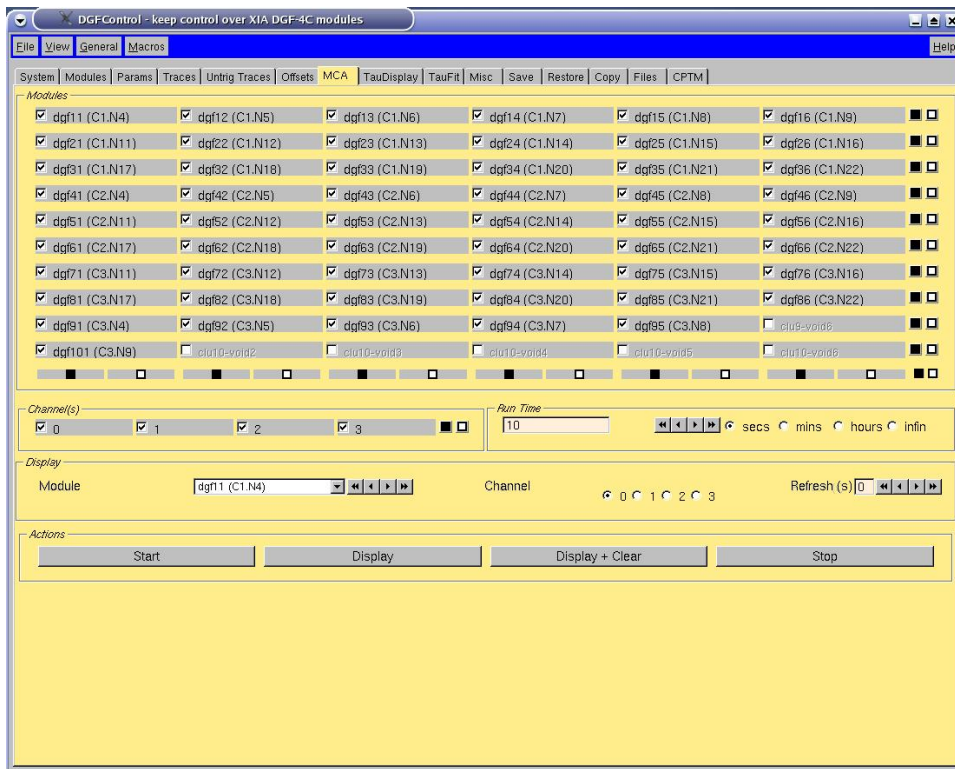 DGFControl - keep control over XIA DGF-4C modules
File View General Macros Help
System Modules Params Traces Untrig Traces Offsets MCA TauDisplay TauFit Misc Save Restore Copy Files CPTM
Modules
dgf11 (C1.N4) dgf12 (C1.N5) dgf13 (C1.N6) dgf14 (C1.N7) dgf15 (C1.N8) dgf16 (C1.N9)
dgf21 (C1.N11) dgf22 (C1.N12) dgf23 (C1.N13) dgf24 (C1.N14) dgf25 (C1.N15) dgf26 (C1.N16)
dgf31 (C1.N17) dgf32 (C1.N18) dgf33 (C1.N19) dgf34 (C1.N20) dgf35 (C1.N21) dgf36 (C1.N22)
dgf41 (C2.N4) dgf42 (C2.N5) dgf43 (C2.N6) dgf44 (C2.N7) dgf45 (C2.N8) dgf46 (C2.N9)
dgf51 (C2.N11) dgf52 (C2.N12) dgf53 (C2.N13) dgf54 (C2.N14) dgf55 (C2.N15) dgf56 (C2.N16)
dgf61 (C2.N17) dgf62 (C2.N18) dgf63 (C2.N19) dgf64 (C2.N20) dgf65 (C2.N21) dgf66 (C2.N22)
dgf71 (C3.N11) dgf72 (C3.N12) dgf73 (C3.N13) dgf74 (C3.N14) dgf75 (C3.N15) dgf76 (C3.N16)
dgf81 (C3.N17) dgf82 (C3.N18) dgf83 (C3.N19) dgf84 (C3.N20) dgf85 (C3.N21) dgf86 (C3.N22)
dgf91 (C3.N4) dgf92 (C3.N5) dgf93 (C3.N6) dgf94 (C3.N7) dgf95 (C3.N8) clu9-void6
dgf101 (C3.N9) clu10-void2 clu10-void3 clu10-void4 clu10-void5 clu10-void6
Channel(s) Run Time
0 1 2 3 10 secs mins hours infin
Display
Module dgf11 (C1.N4) Channel 0 1 2 3 Refresh (s) 0
Actions
Start Display Display + Clear Stop